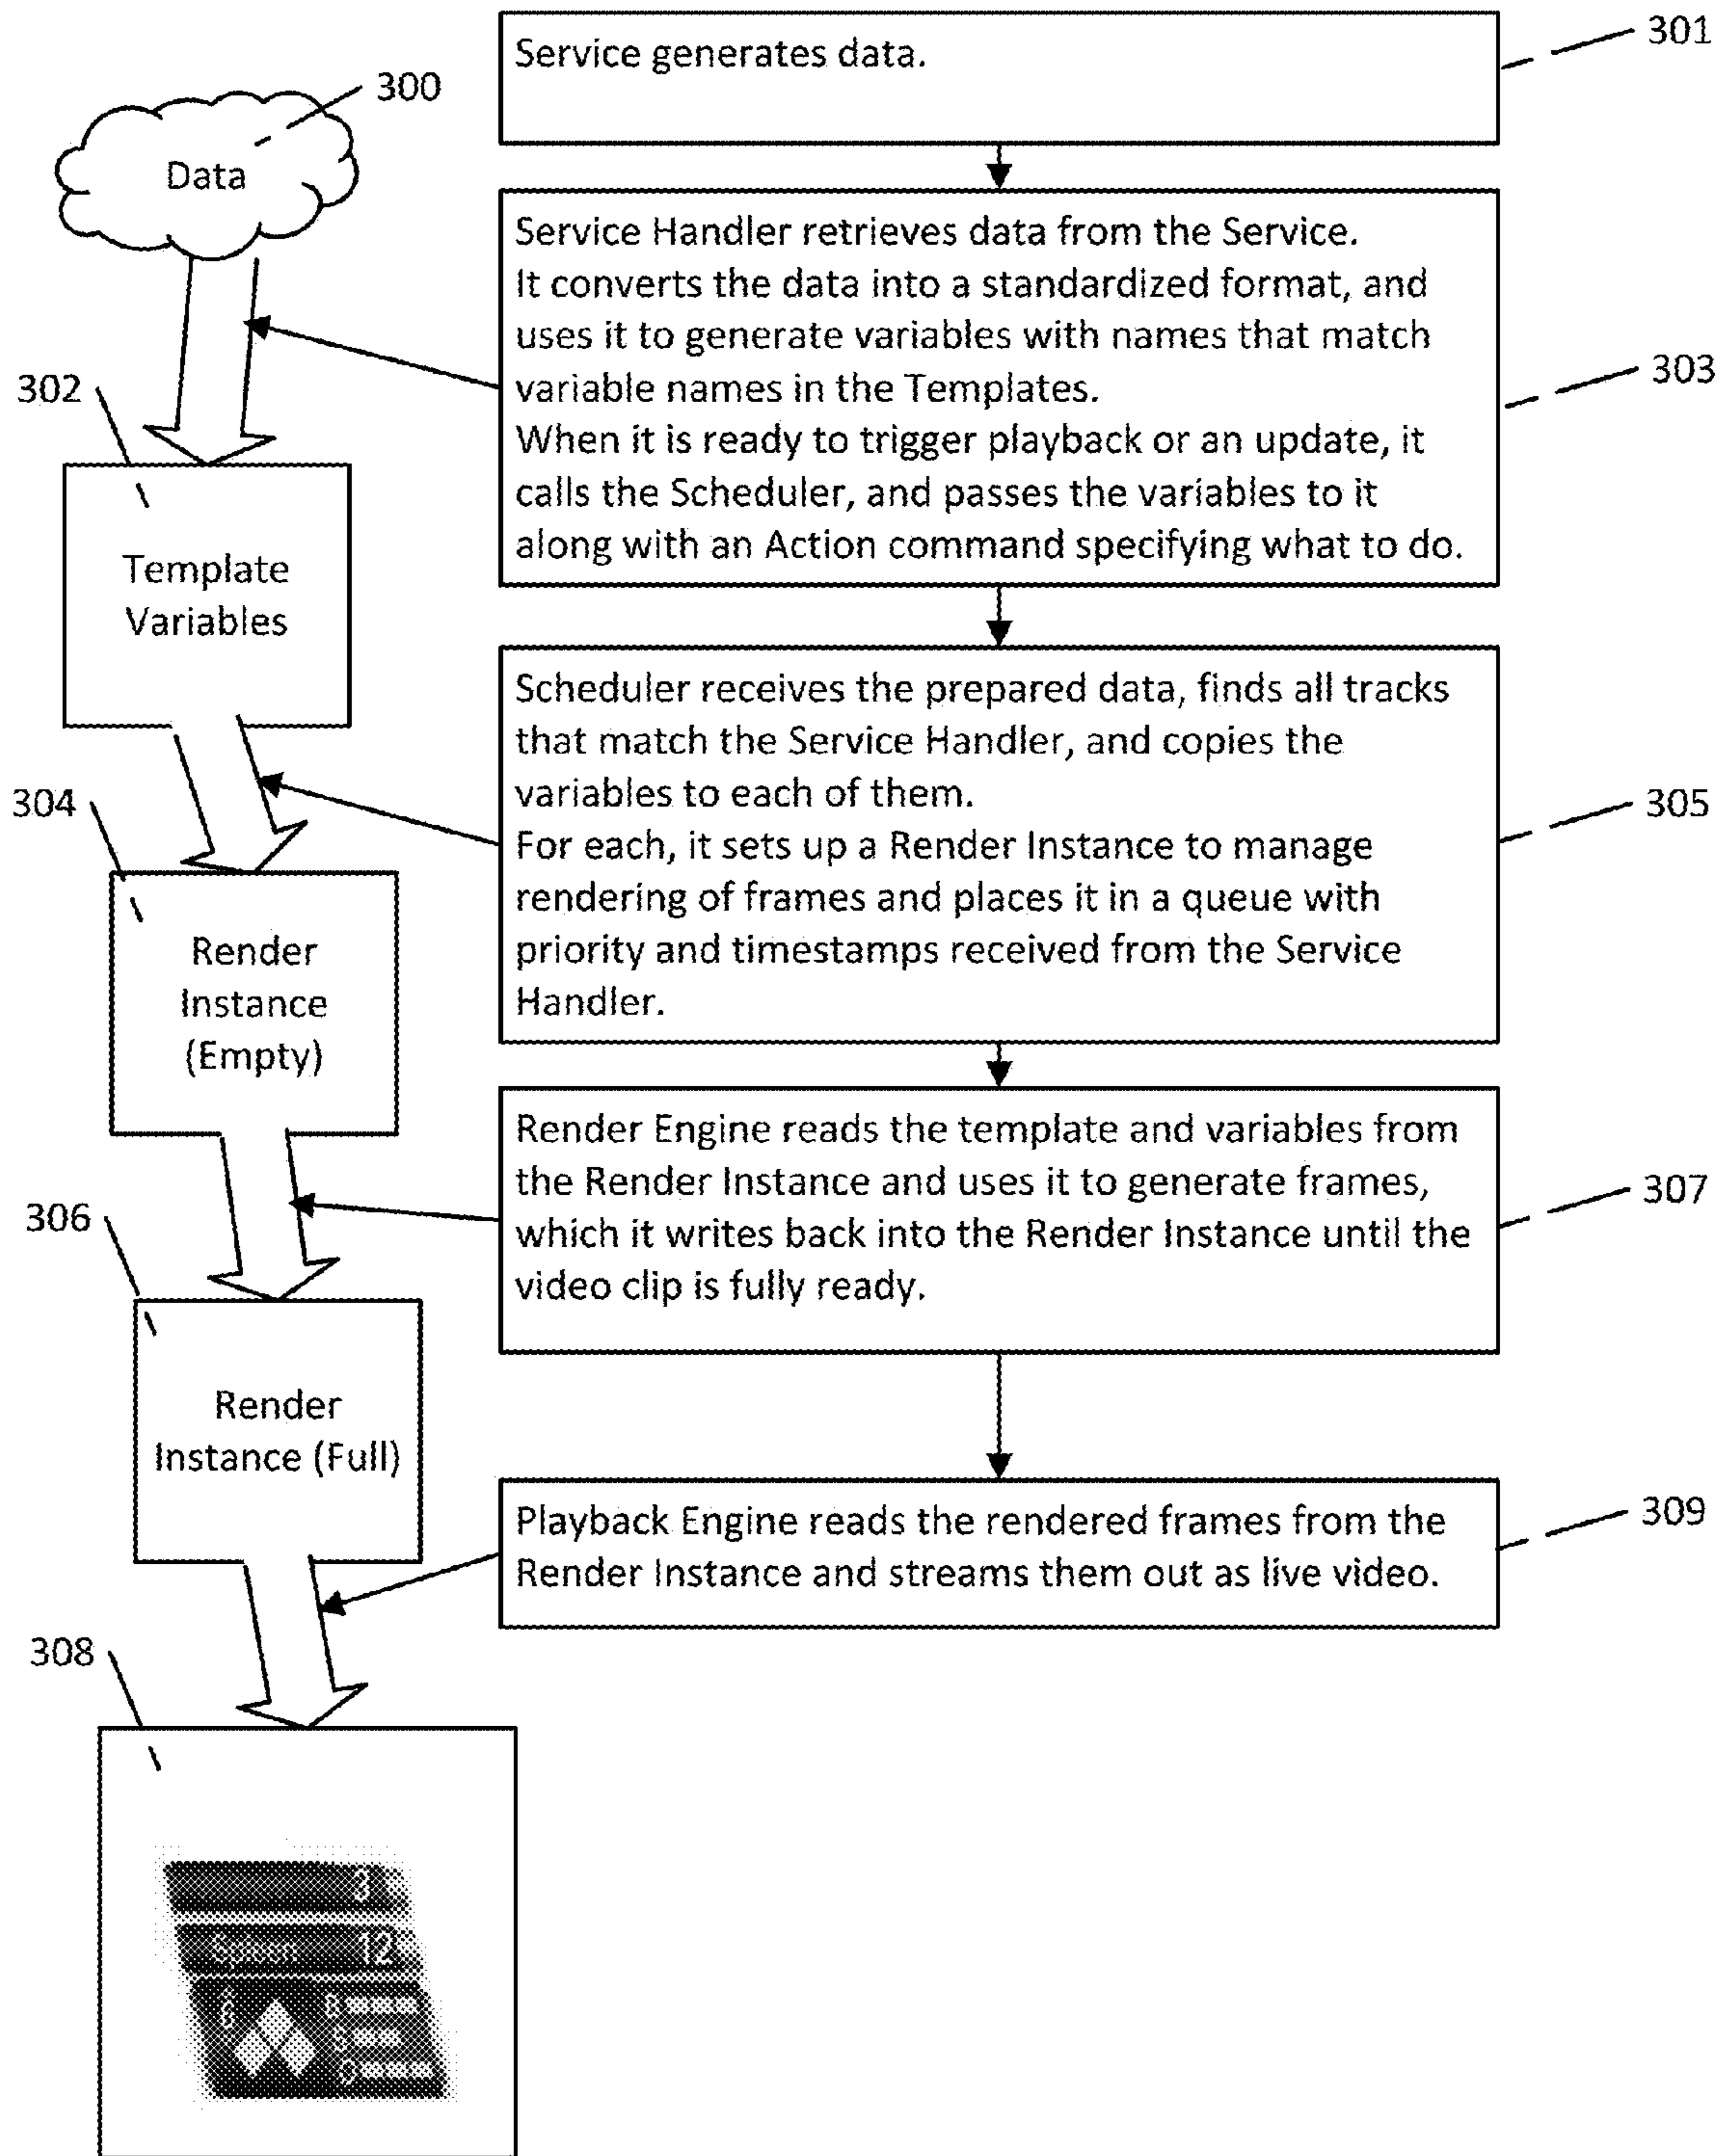 Service generates data.
301
300
Data
Service Handler retrieves data from the Service.
It converts the data into a standardized format, and
uses it to generate variables with names that match
variable names in the Templates.
When it is ready to trigger playback or an update, it
calls the Scheduler, and passes the variables to it
along with an Action command specifying what to do.
303
302
Template
Variables
Scheduler receives the prepared data, finds all tracks
that match the Service Handler, and copies the
variables to each of them.
For each, it sets up a Render Instance to manage
rendering of frames and places it in a queue with
priority and timestamps received from the Service
Handler.
305
304
Render
Instance
(Empty)
Render Engine reads the template and variables from
the Render Instance and uses it to generate frames,
which it writes back into the Render Instance until the
video clip is fully ready.
307
306
Render
Instance (Full)
Playback Engine reads the rendered frames from the
Render Instance and streams them out as live video.
309
308
3
12
B
S
O